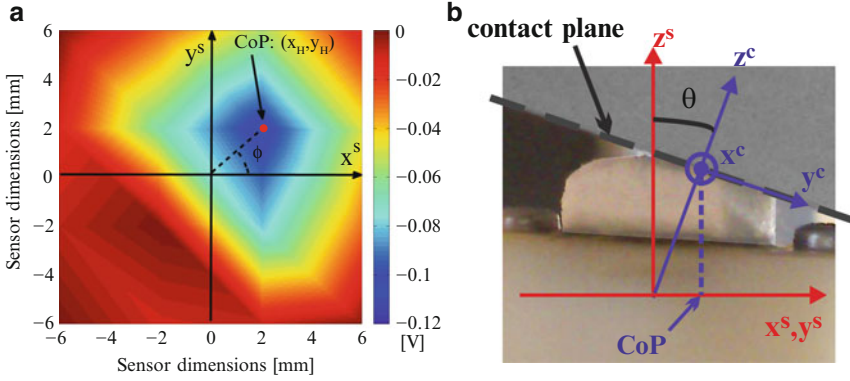 a
6
4
2
0
−2
−4
−6
Sensor dimensions [mm]
y^s
CoP: (x_H,y_H)
x^s
ϕ
−6 −4 −2 0 2 4 6
Sensor dimensions [mm]
0
−0.02
−0.04
−0.06
−0.08
−0.1
−0.12
[V]
b
contact plane
z^s
z^c
θ
x^c
y^c
CoP
x^s,y^s